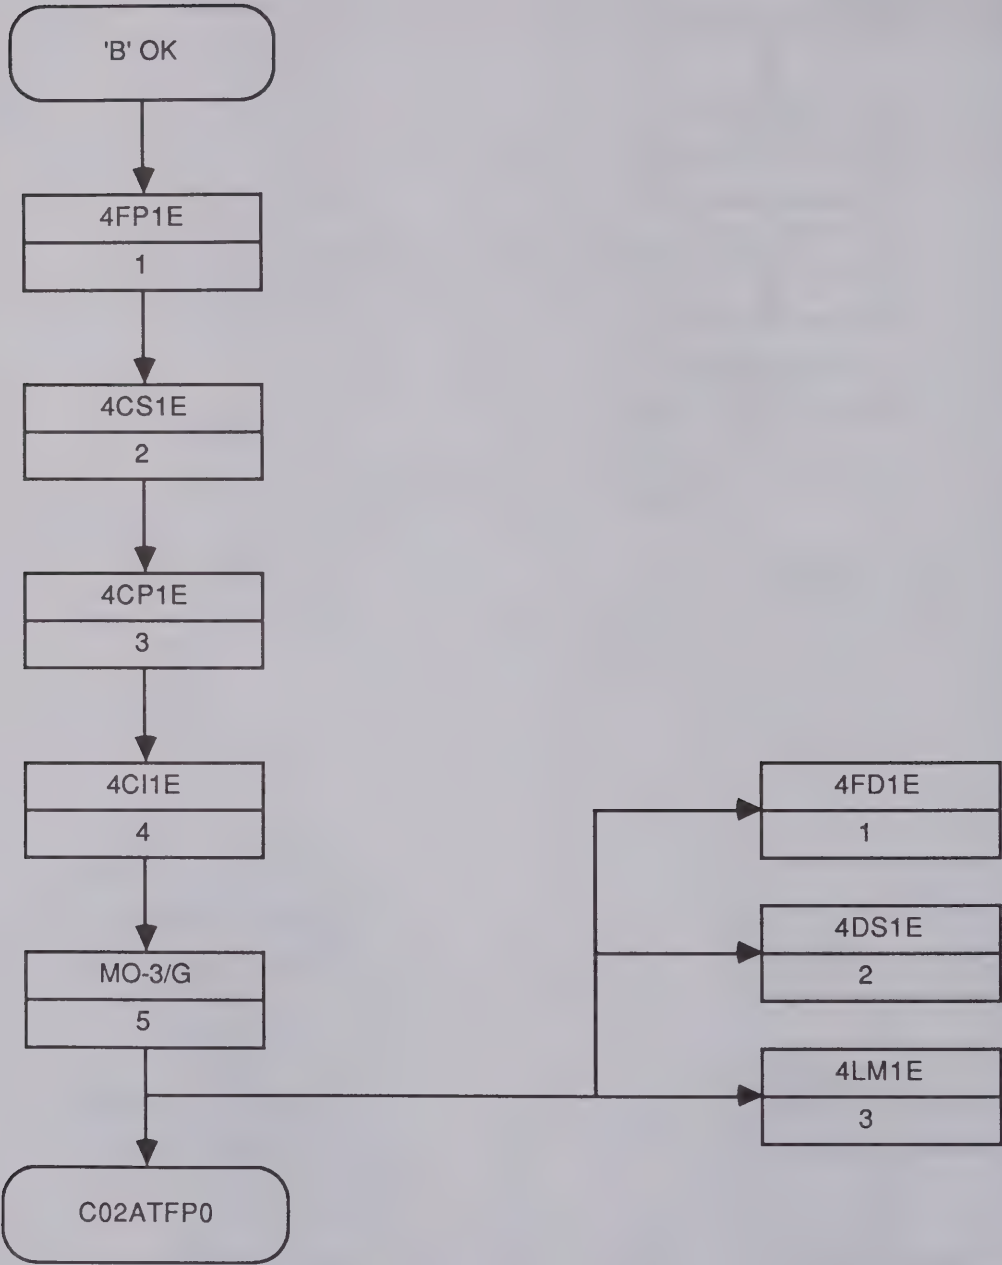 'B' OK
4FP1E
1
4CS1E
2
4CP1E
3
4CI1E
4
MO-3/G
5
C02ATFP0
4FD1E
1
4DS1E
2
4LM1E
3